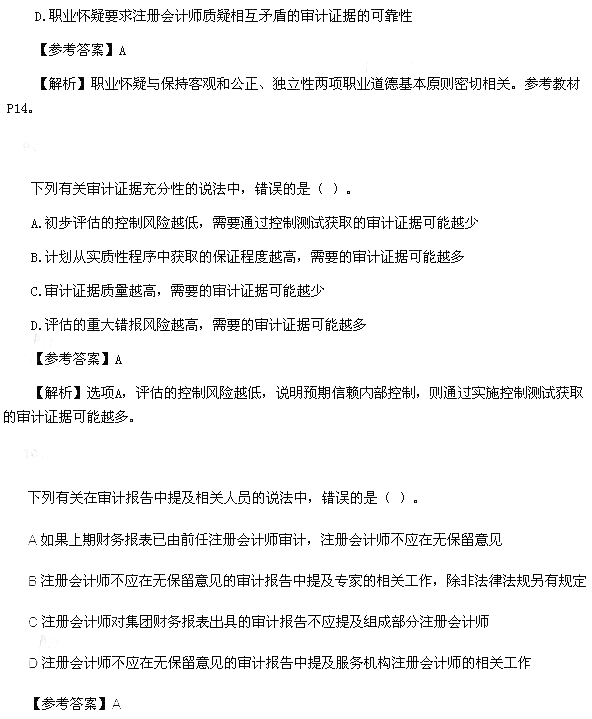 D.职业怀疑要求注册会计师质疑相互矛盾的审计证据的可靠性
【参考答案】A
【解析】职业怀疑与保持客观和公正、独立性两项职业道德基本原则密切相关。参考教材
P14。
下列有关审计证据充分性的说法中，错误的是（ ）。
A.初步评估的控制风险越低，需要通过控制测试获取的审计证据可能越少
B.计划从实质性程序中获取的保证程度越高，需要的审计证据可能越多
C.审计证据质量越高，需要的审计证据可能越少
D.评估的重大错报风险越高，需要的审计证据可能越多
【参考答案】A
【解析】选项A，评估的控制风险越低，说明预期信赖内部控制，则通过实施控制测试获取
的审计证据可能越多。
下列有关在审计报告中提及相关人员的说法中，错误的是（ ）。
A 如果上期财务报表已由前任注册会计师审计，注册会计师不应在无保留意见
B 注册会计师不应在无保留意见的审计报告中提及专家的相关工作，除非法律法规另有规定
C 注册会计师对集团财务报表出具的审计报告不应提及组成部分注册会计师
D 注册会计师不应在无保留意见的审计报告中提及服务机构注册会计师的相关工作
【参考答案】A